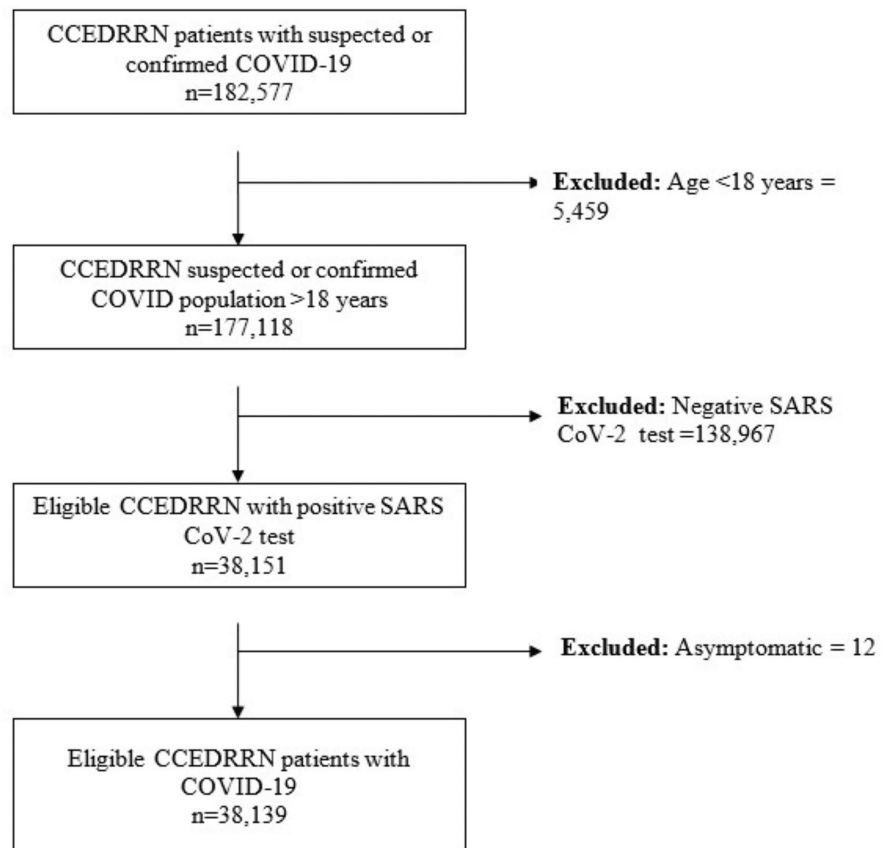 CCEDRRN patients with suspected or
confirmed COVID-19
n=182,577
Excluded: Age <18 years =
5,459
CCEDRRN suspected or confirmed
COVID population >18 years
n=177,118
Excluded: Negative SARS
CoV-2 test =138,967
Eligible CCEDRRN with positive SARS
CoV-2 test
n=38,151
Excluded: Asymptomatic = 12
Eligible CCEDRRN patients with
COVID-19
n=38,139